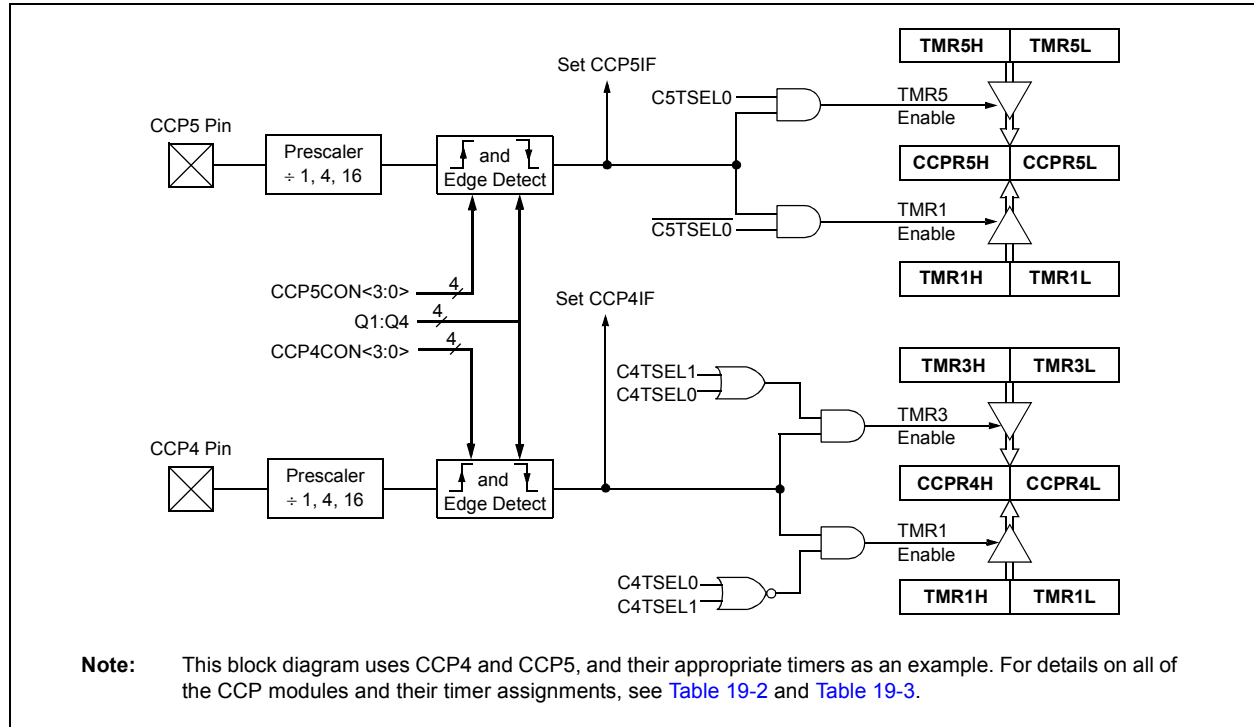 TMR5H TMR5L
Set CCP5IF
C5TSEL0
TMR5
Enable
CCP5 Pin
Prescaler
÷ 1, 4, 16
and
Edge Detect
CCPR5H CCPR5L
C5TSEL0
TMR1
Enable
TMR1H TMR1L
CCP5CON<3:0> 4
Q1:Q4 4
CCP4CON<3:0> 4
Set CCP4IF
C4TSEL1
C4TSEL0
TMR3H TMR3L
TMR3
Enable
CCP4 Pin
Prescaler
÷ 1, 4, 16
and
Edge Detect
CCPR4H CCPR4L
TMR1
Enable
C4TSEL0
C4TSEL1
TMR1H TMR1L
Note: This block diagram uses CCP4 and CCP5, and their appropriate timers as an example. For details on all of
the CCP modules and their timer assignments, see Table 19-2 and Table 19-3.